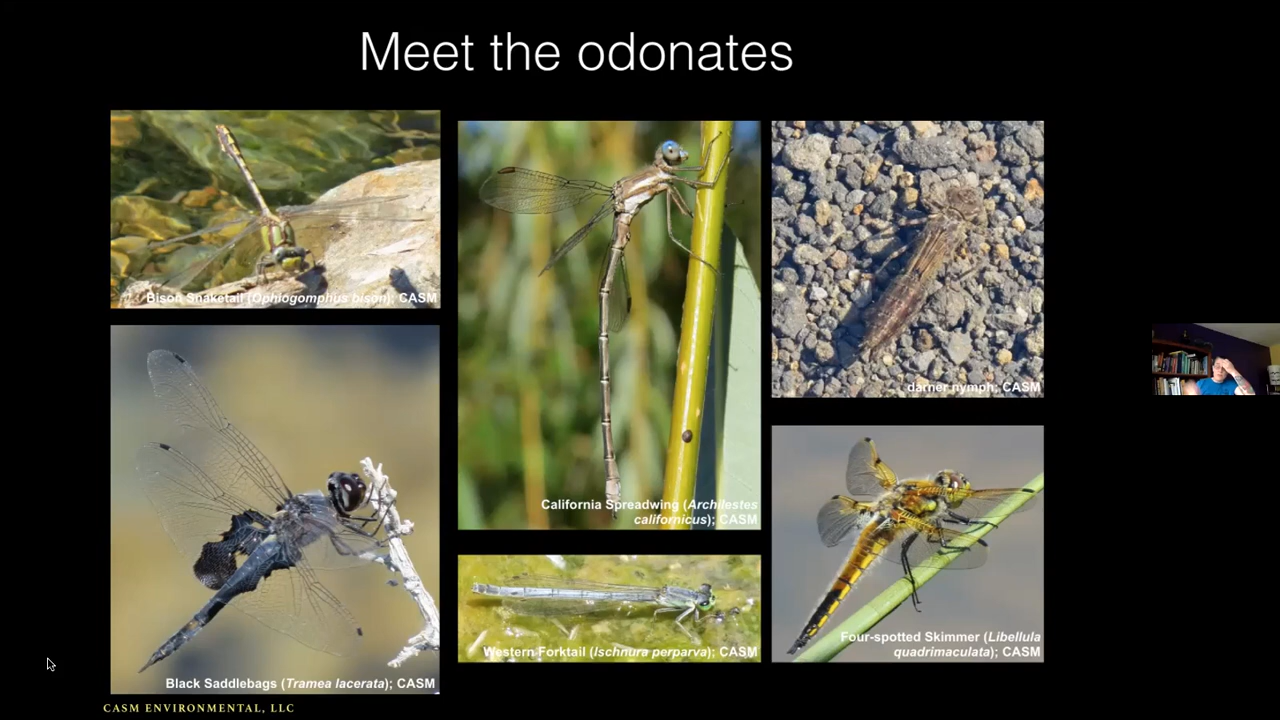 Meet the odonates
Bison Snaketail (Ophiogomphus bison); CASM
California Spreadwing (Archilestes
californicus); CASM
darner nymph; CASM
Black Saddlebags (Tramea lacerata); CASM
Western Forktail (Ischnura perparva); CASM
Four-spotted Skimmer (Libellula
quadrimaculata); CASM
CASM ENVIRONMENTAL, LLC